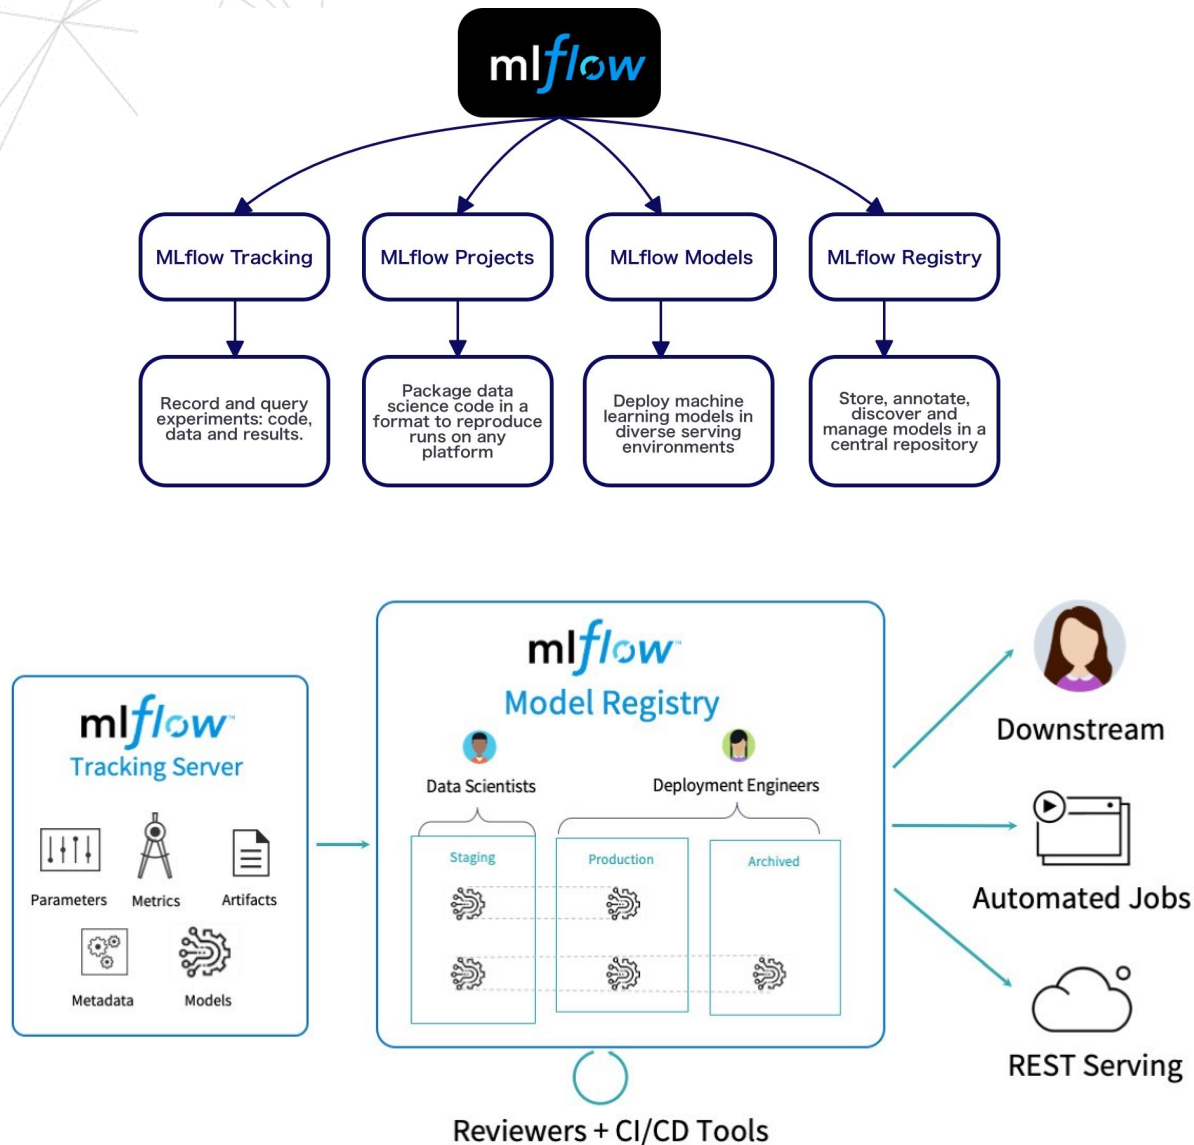 mlflow
MLflow Tracking
MLflow Projects
MLflow Models
MLflow Registry
Record and query
experiments: code,
data and results.
Package data
science code in a
format to reproduce
runs on any
platform
Deploy machine
learning models in
diverse serving
environments
Store, annotate,
discover and
manage models in a
central repository
mlflow™
Tracking Server
Parameters
Metrics
Artifacts
Metadata
Models
mlflow™
Model Registry
Data Scientists
Deployment Engineers
Staging
Production
Archived
Reviewers + CI/CD Tools
Downstream
Automated Jobs
REST Serving